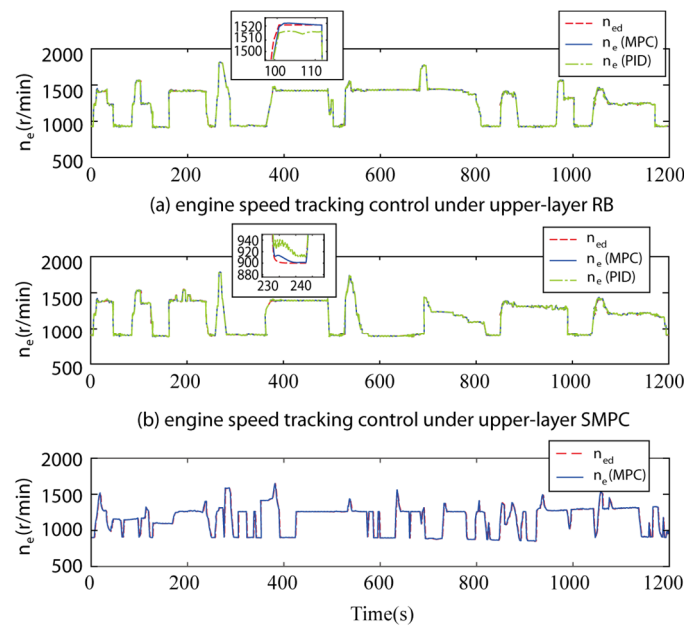 1520
1510
1500
100 110
n_ed
n_e (MPC)
n_e (PID)
2000
1500
1000
500
n_e(r/min)
0 200 400 600 800 1000 1200
(a) engine speed tracking control under upper-layer RB
940
920
900
880
230 240
n_ed
n_e (MPC)
n_e (PID)
2000
1500
1000
500
n_e(r/min)
0 200 400 600 800 1000 1200
(b) engine speed tracking control under upper-layer SMPC
n_ed
n_e (MPC)
2000
1500
1000
500
n_e(r/min)
0 200 400 600 800 1000 1200
Time(s)